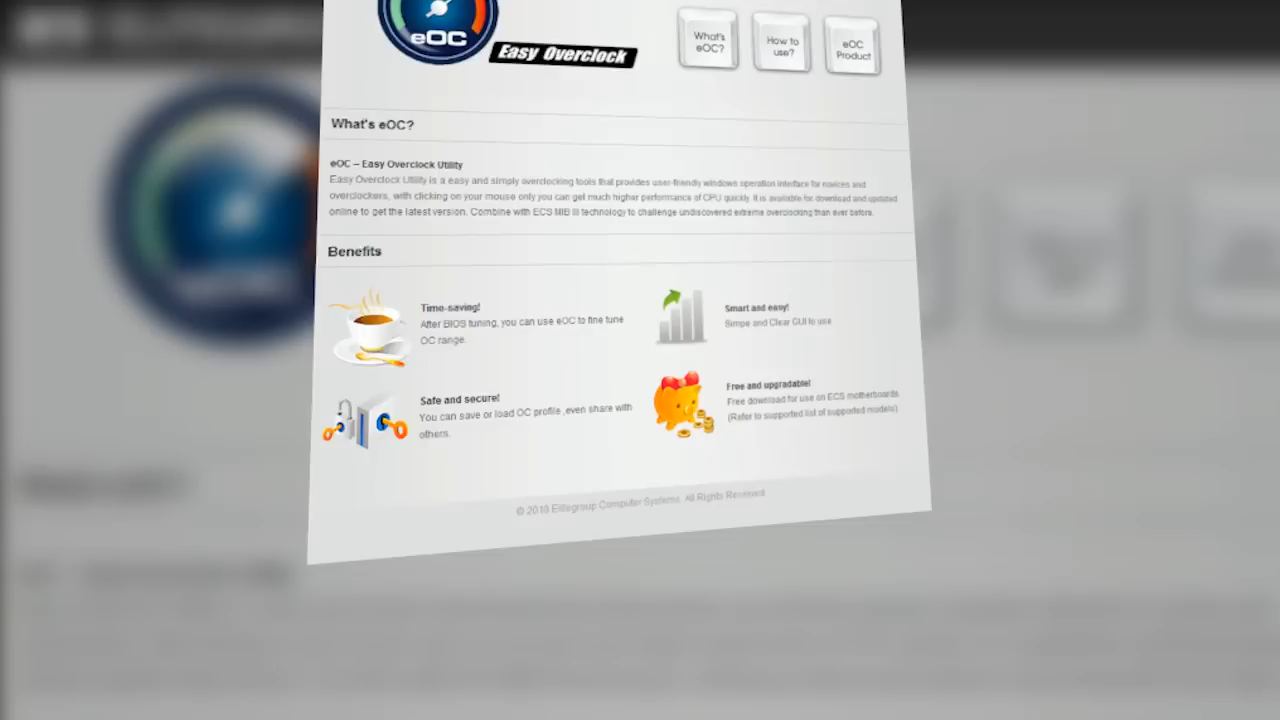 eOC
Easy Overclock
What's
eOC?
How to
use?
eOC
Product
What's eOC?
eOC – Easy Overclock Utility
Easy Overclock Utility is a easy and simply overclocking tools that provides user-friendly windows operation interface for novices and
overclockers, with clicking on your mouse only you can get much higher performance of CPU quickly. It is available for download and updated
online to get the latest version. Combine with ECS MIB III technology to challenge undiscovered extreme overclocking than ever before.
Benefits
Time-saving!
After BIOS tuning, you can use eOC to fine tune
OC range.
Smart and easy!
Simpe and Clear GUI to use
Safe and secure!
You can save or load OC profile ,even share with
others.
Free and upgradable!
Free download for use on ECS motherboards
(Refer to supported list of supported models)
© 2016 Elitegroup Computer Systems. All Rights Reserved